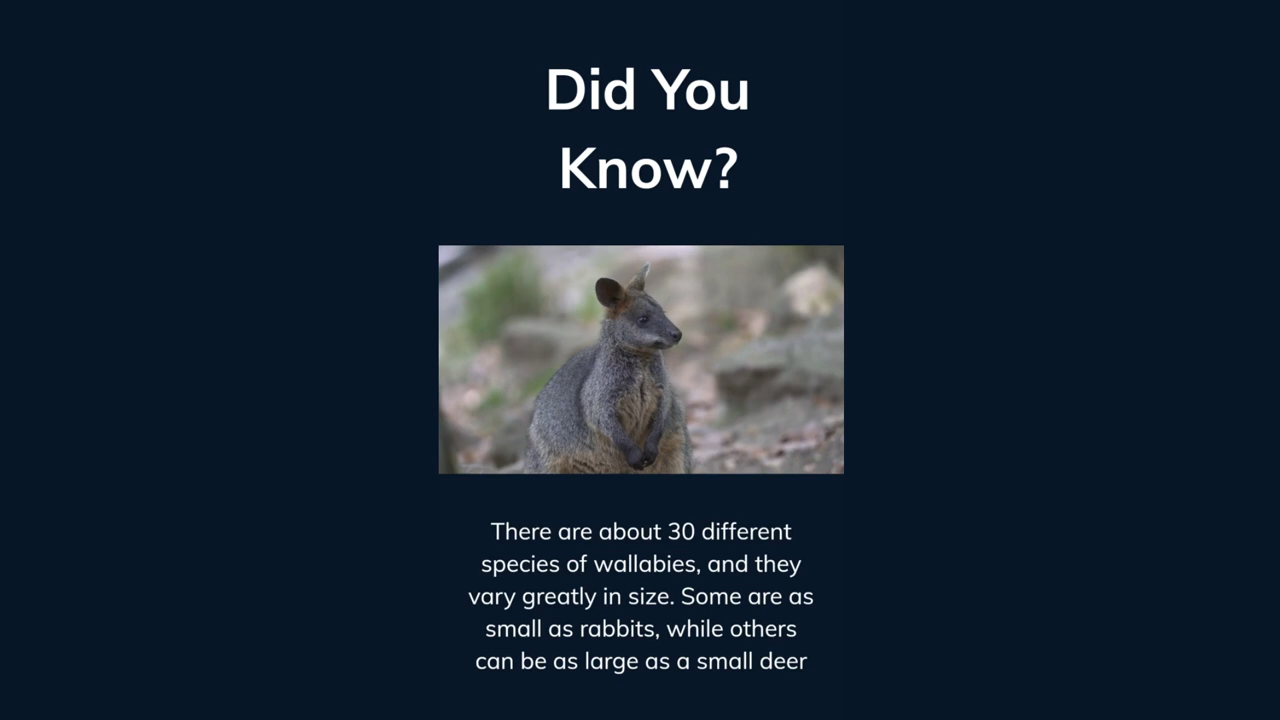 Did You
Know?
There are about 30 different
species of wallabies, and they
vary greatly in size. Some are as
small as rabbits, while others
can be as large as a small deer